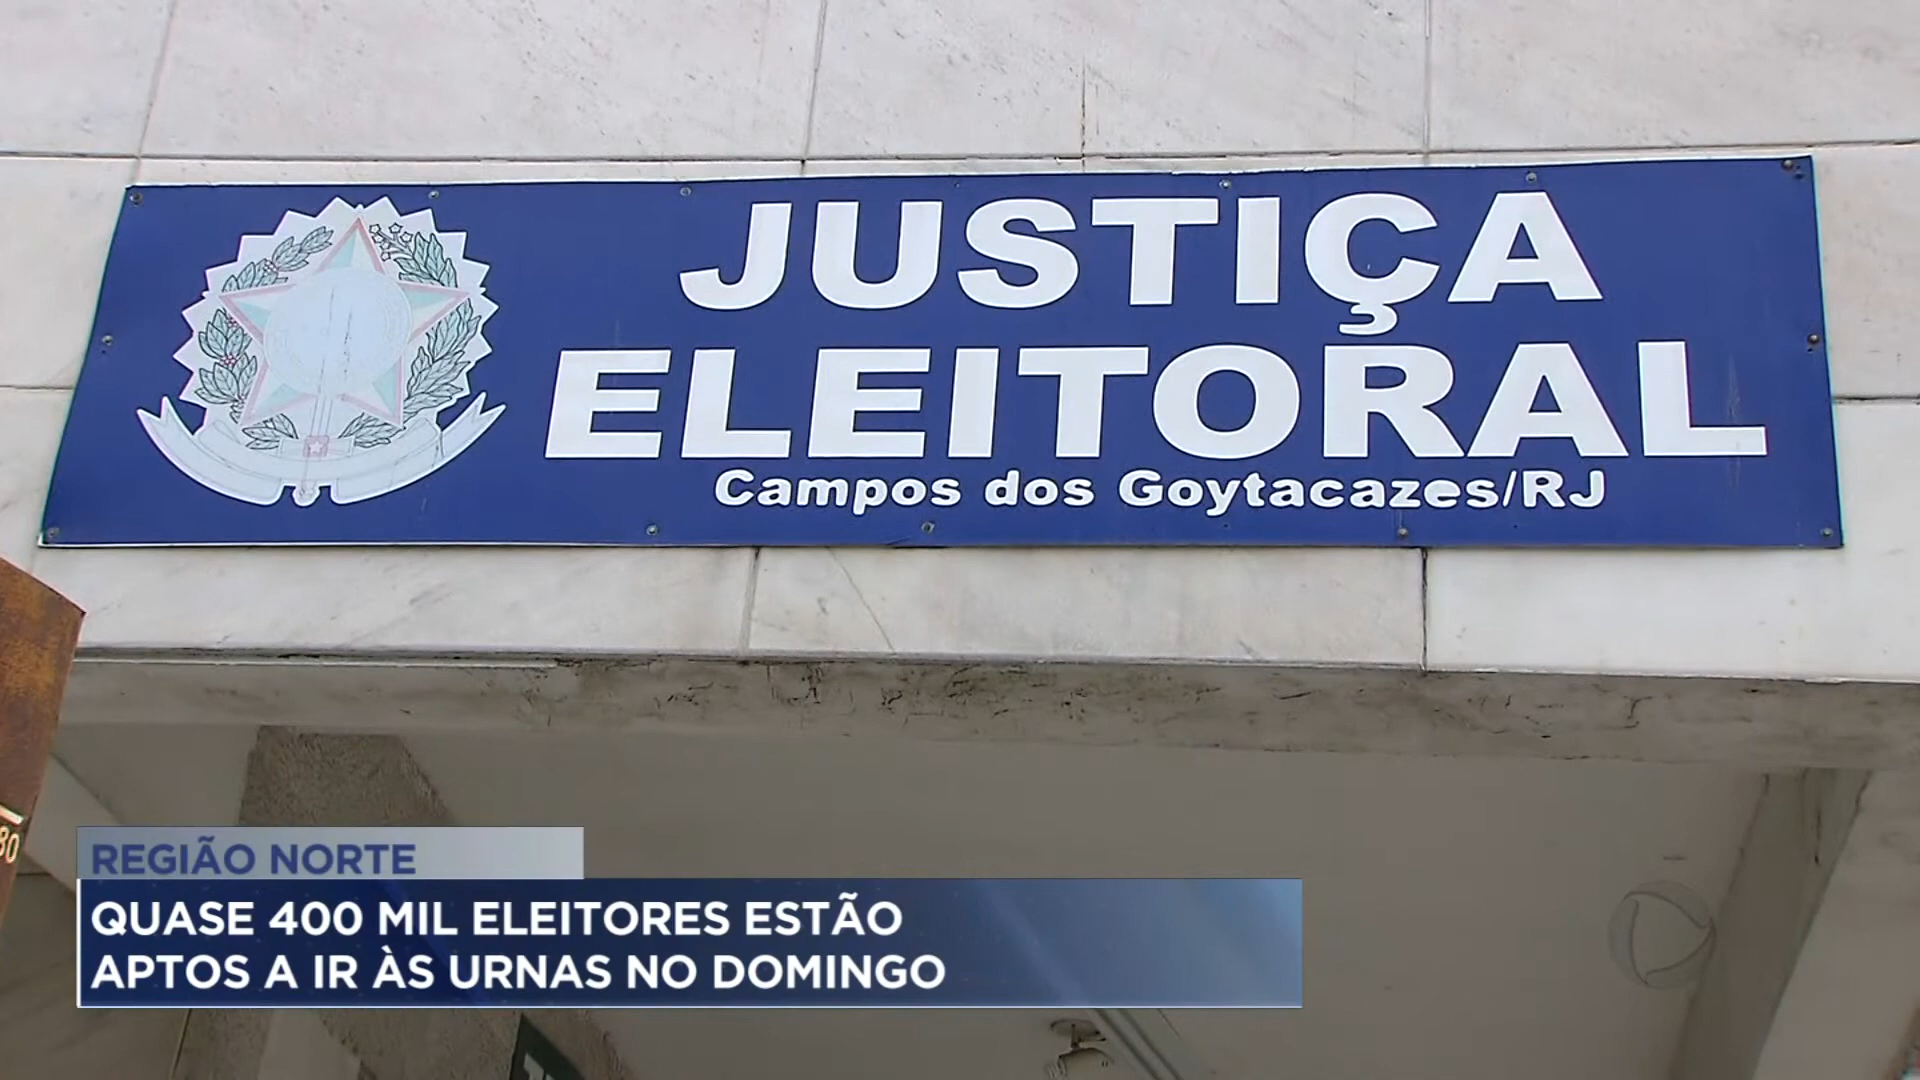 JUSTIÇA
ELEITORAL
Campos dos Goytacazes/RJ
80
REGIÃO NORTE
QUASE 400 MIL ELEITORES ESTÃO
APTOS A IR ÀS URNAS NO DOMINGO